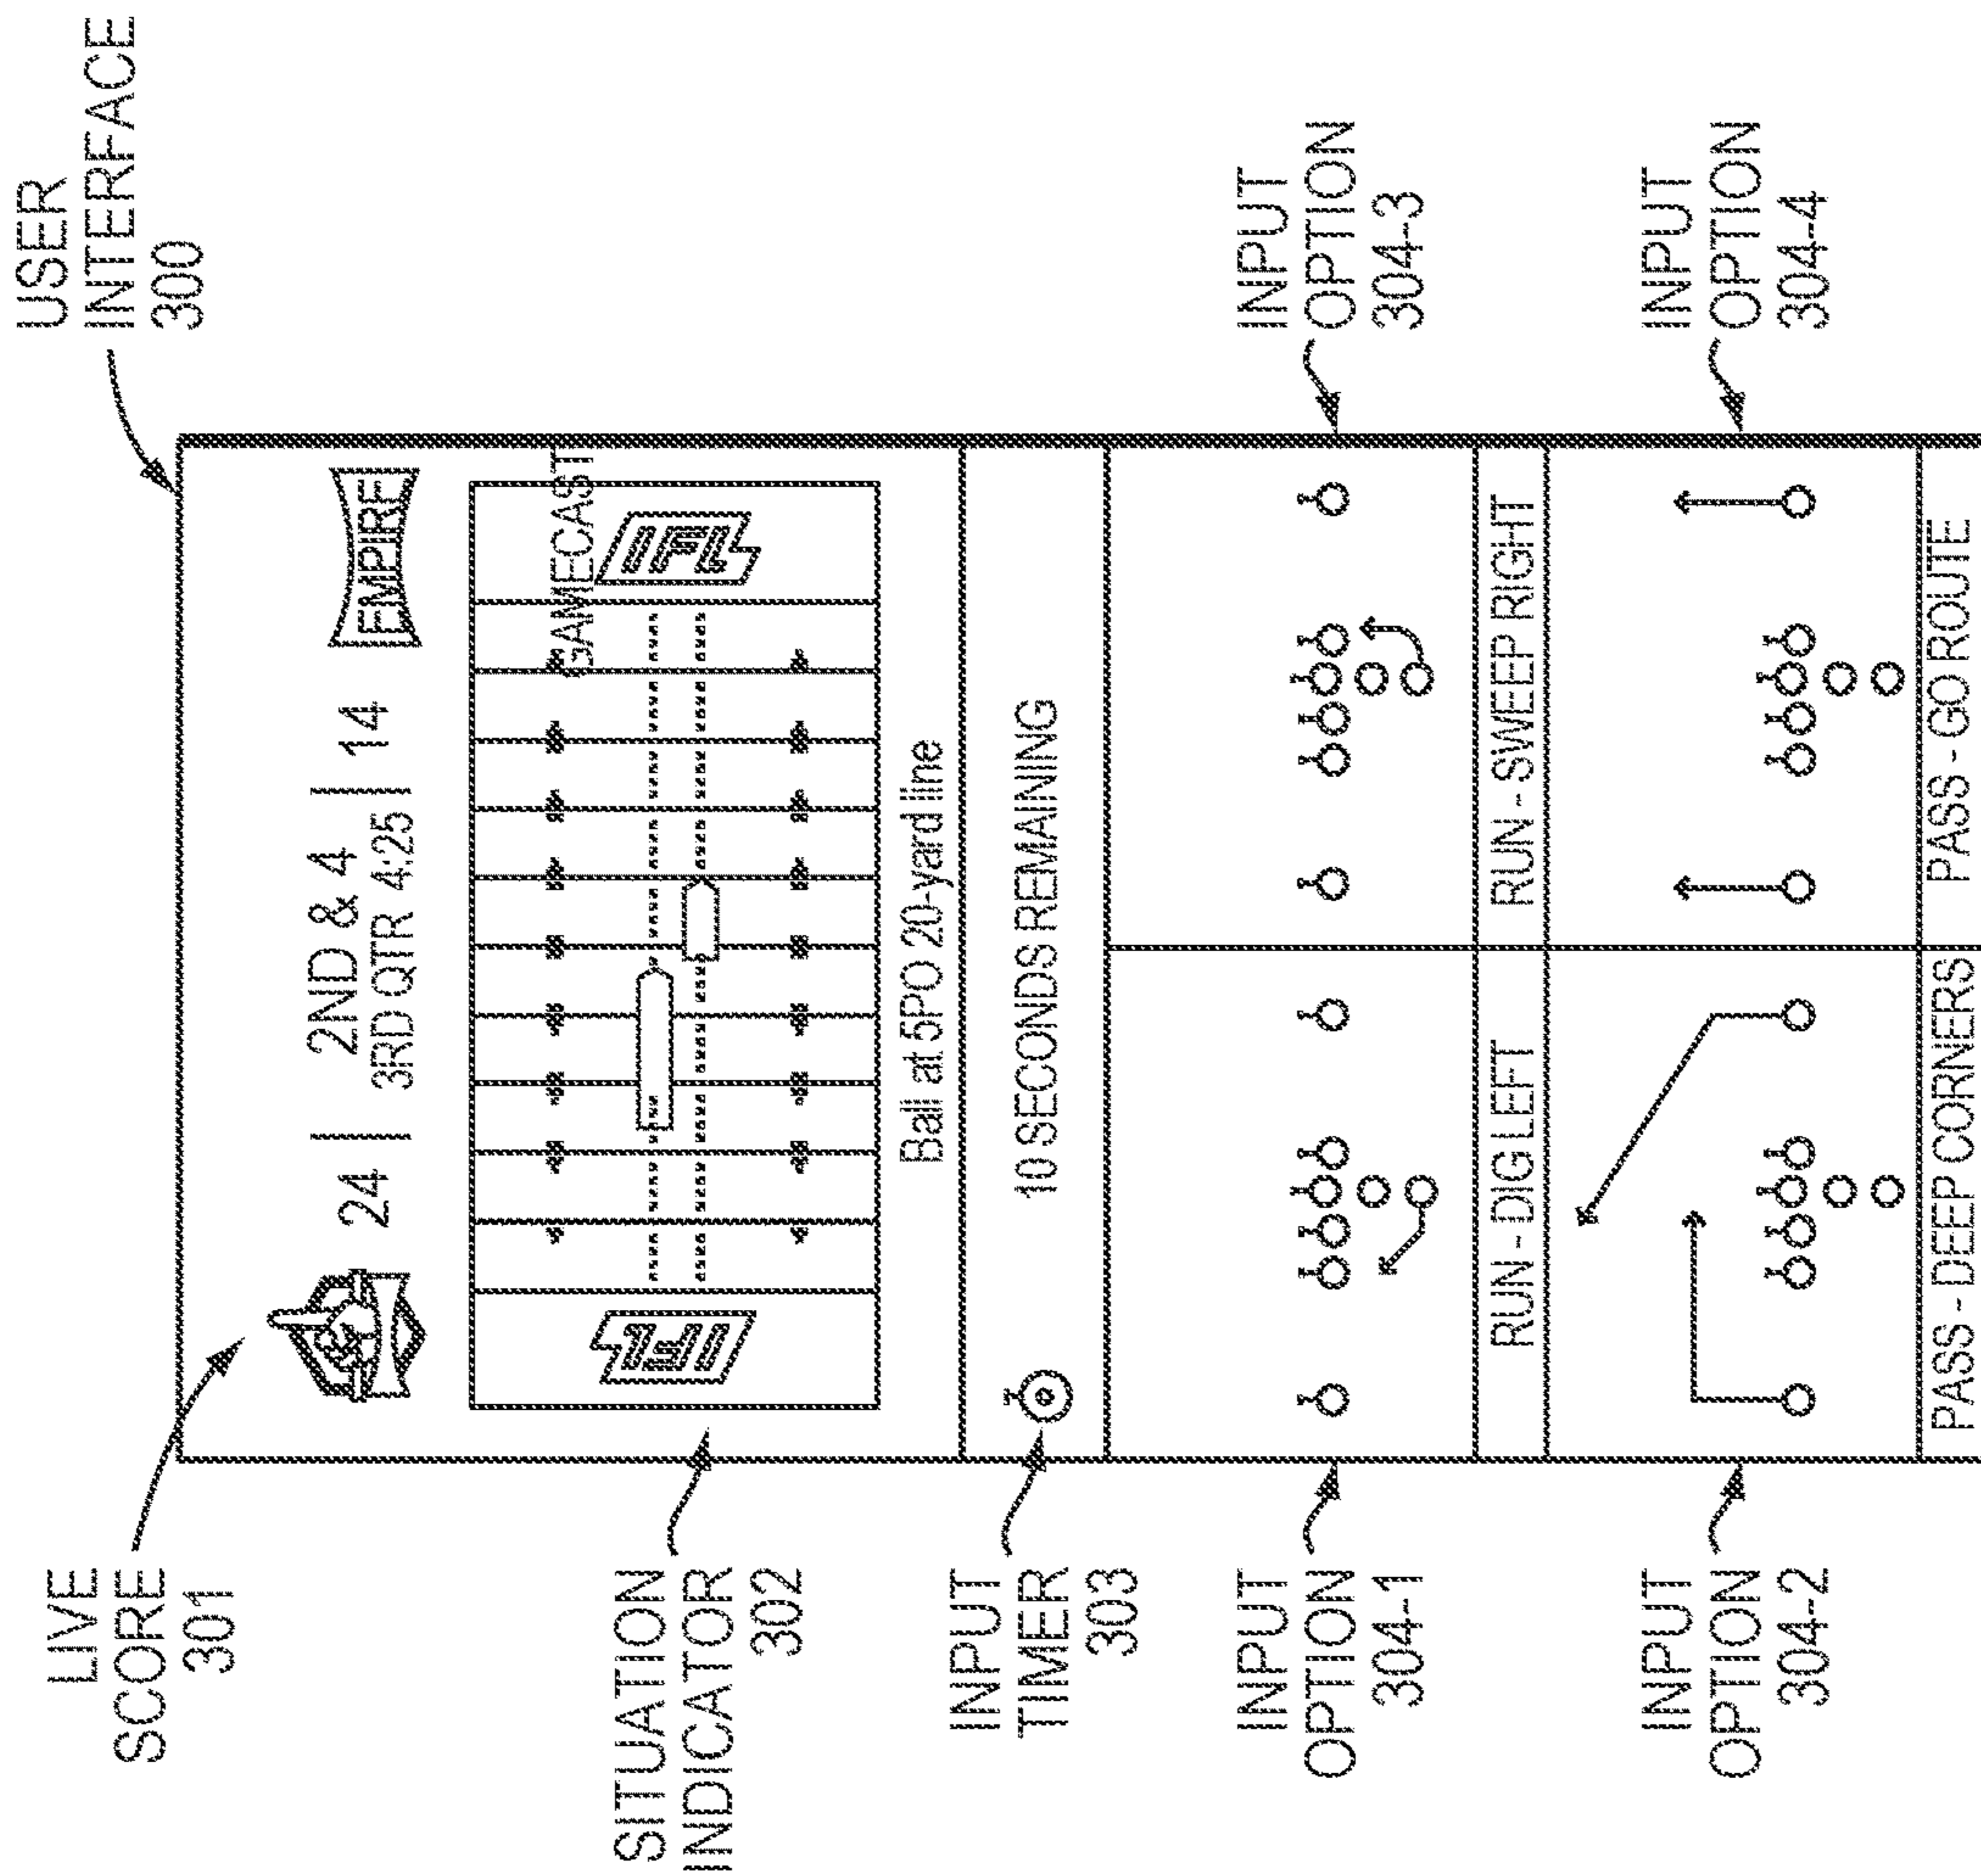 USER
INTERFACE
300
LIVE
SCORE
301
24 | 2ND & 4 | 14
3RD QTR 4:25
EMPIRE
SITUATION
INDICATOR
302
GAMECAST
IFL
IFL
Ball at 5PO 20-yard line
INPUT
TIMER
303
10 SECONDS REMAINING
INPUT
OPTION
304-1
INPUT
OPTION
304-3
RUN - DIG LEFT
RUN - SWEEP RIGHT
INPUT
OPTION
304-2
INPUT
OPTION
304-4
PASS - DEEP CORNERS
PASS - GO ROUTE